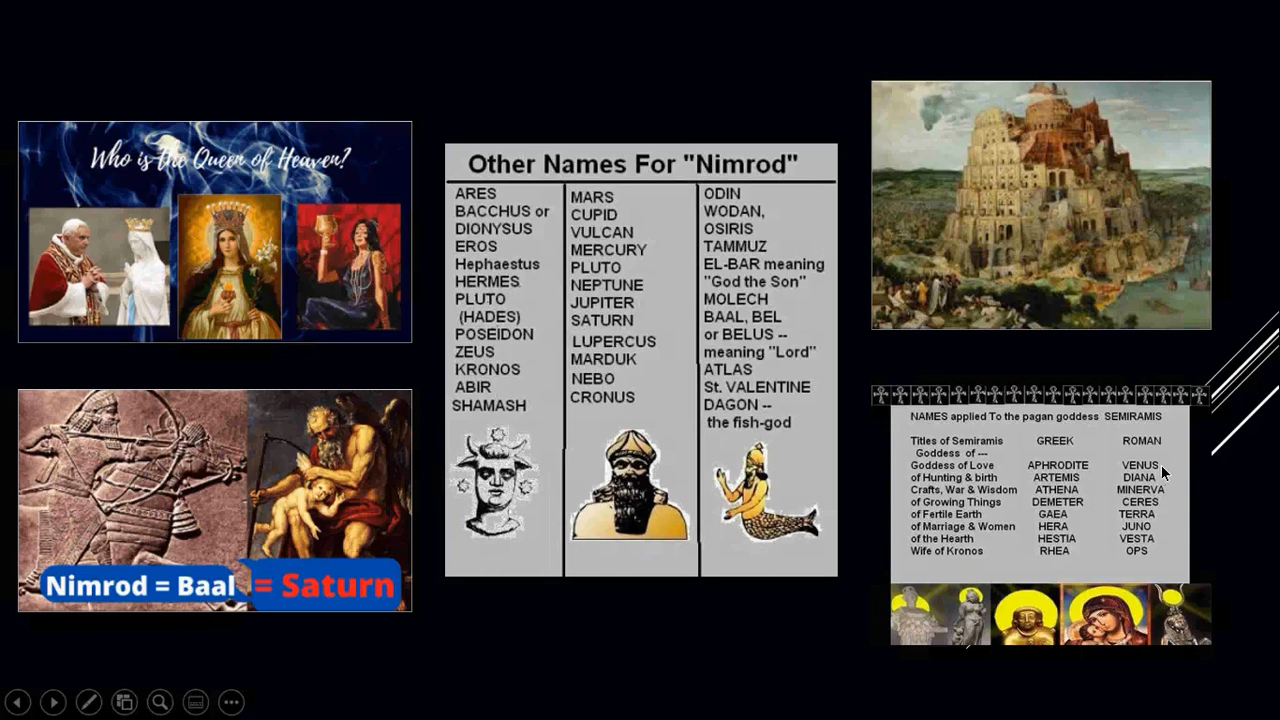 Who is the Queen of Heaven?
Nimrod = Baal = Saturn
Other Names For "Nimrod"
ARES
BACCHUS or
DIONYSUS
EROS
Hephaestus
HERMES
PLUTO
(HADES)
POSEIDON
ZEUS
KRONOS
ABIR
SHAMASH
MARS
CUPID
VULCAN
MERCURY
PLUTO
NEPTUNE
JUPITER
SATURN
LUPERCUS
MARDUK
NEBO
CRONUS
ODIN
WODAN,
OSIRIS
TAMMUZ
EL-BAR meaning
"God the Son"
MOLECH
BAAL, BEL
or BELUS --
meaning "Lord"
ATLAS
St. VALENTINE
DAGON --
the fish-god
NAMES applied To the pagan goddess SEMIRAMIS
Titles of Semiramis GREEK ROMAN
Goddess of ---
Goddess of Love APHRODITE VENUS
of Hunting & birth ARTEMIS DIANA
Crafts, War & Wisdom ATHENA MINERVA
of Growing Things DEMETER CERES
of Fertile Earth GAEA TERRA
of Marriage & Women HERA JUNO
of the Hearth HESTIA VESTA
Wife of Kronos RHEA OPS